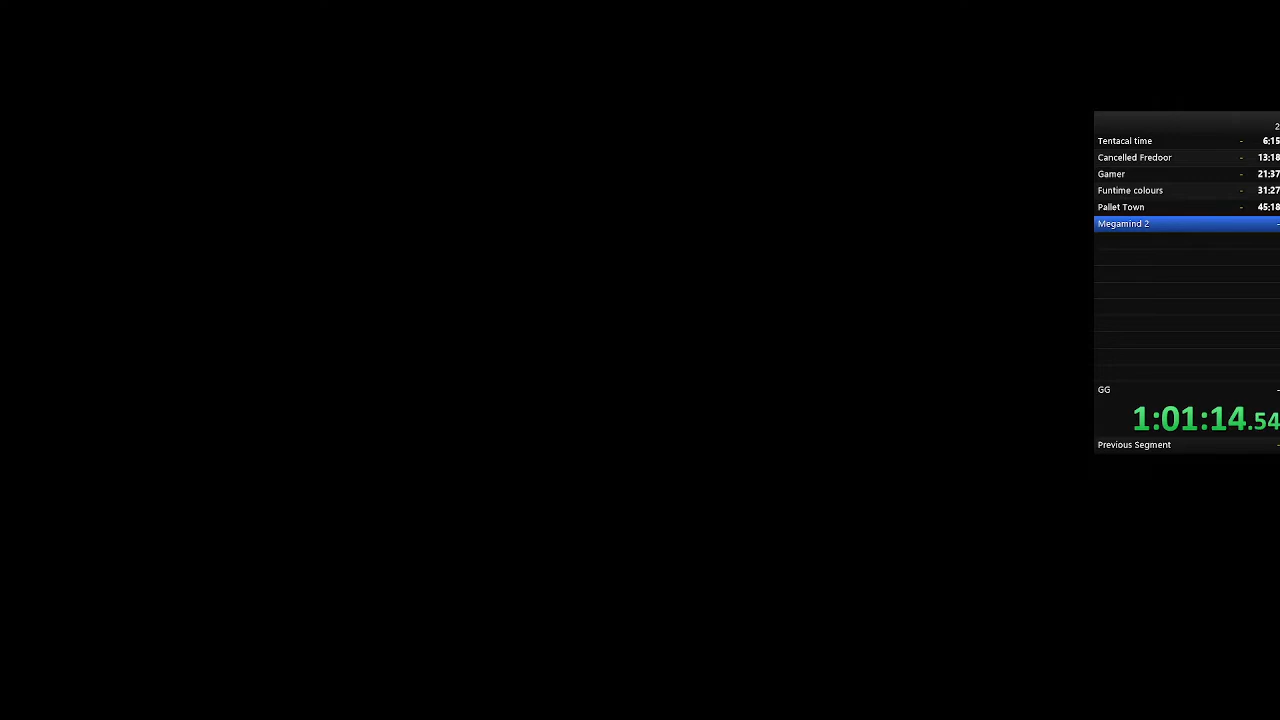 2
Tentacal time - 6:15
Cancelled Fredoor - 13:18
Gamer - 21:37
Funtime colours - 31:27
Pallet Town - 45:18
Megamind 2 -
GG -
1:01:14.54
Previous Segment -